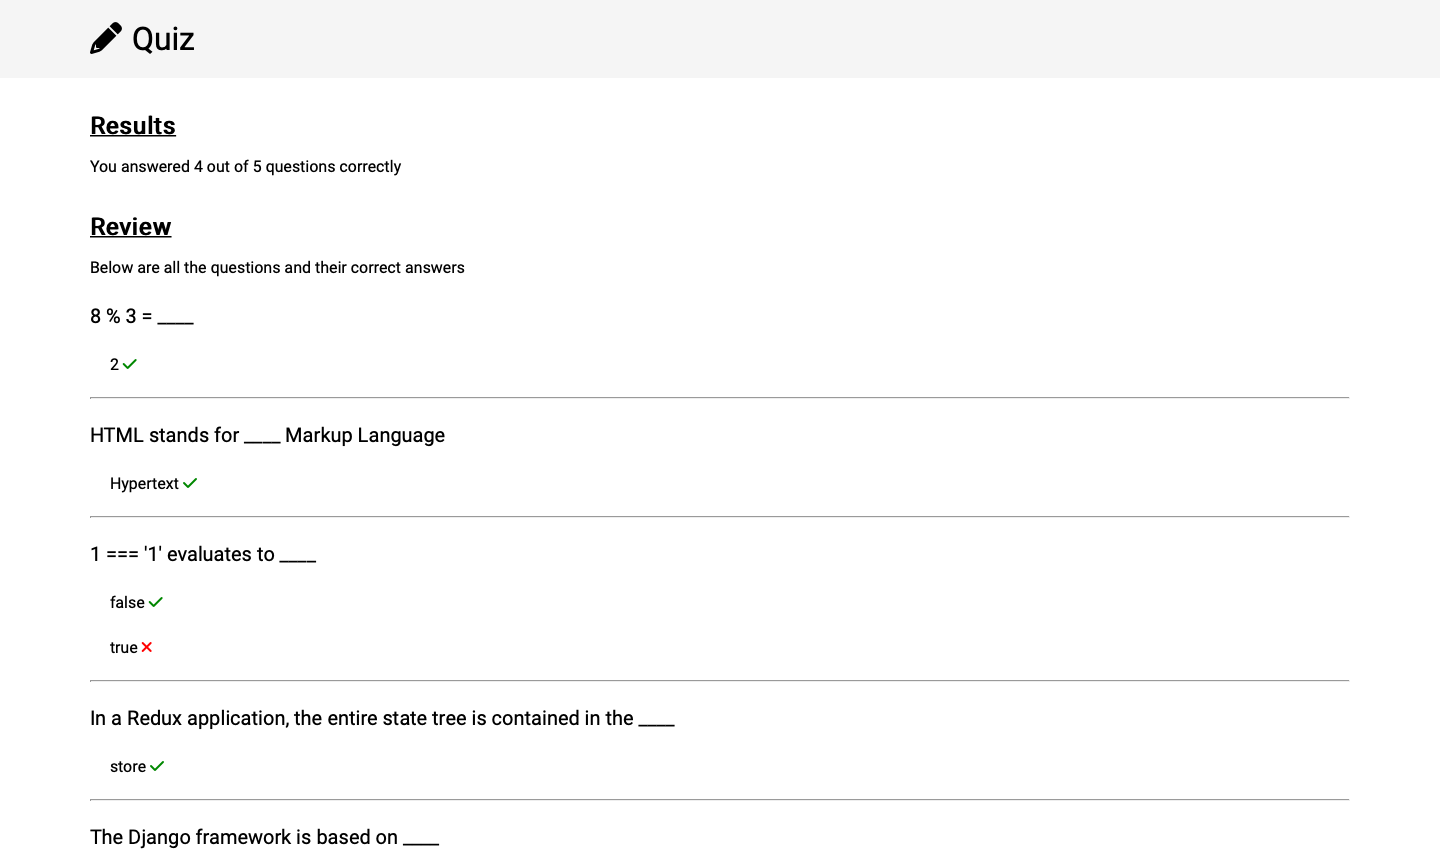 Quiz
Results
You answered 4 out of 5 questions correctly
Review
Below are all the questions and their correct answers
8 % 3 = ____
2
HTML stands for ____ Markup Language
Hypertext
1 === '1' evaluates to ____
false
true
In a Redux application, the entire state tree is contained in the ____
store
The Django framework is based on ____